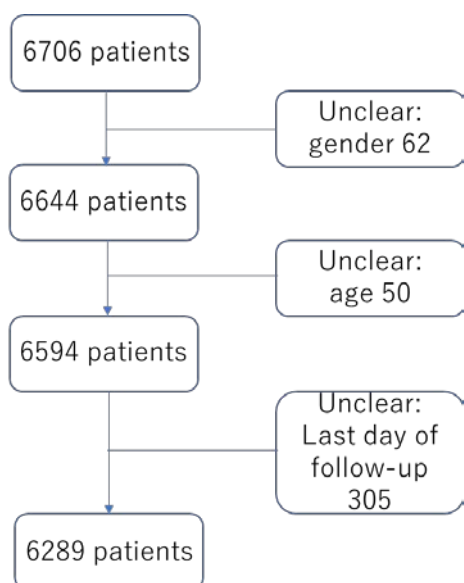 6706 patients
Unclear:
gender 62
6644 patients
Unclear:
age 50
6594 patients
Unclear:
Last day of
follow-up
305
6289 patients